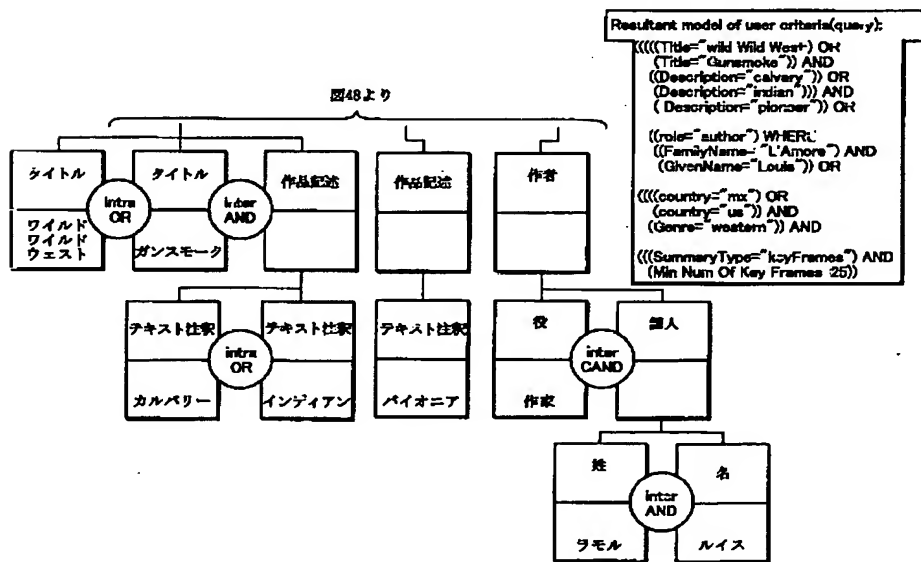 Resultant model of user criteria(query):
(((((Title="wild Wild West") OR
(Title="Gunsmoke")) AND
((Description="calvary")) OR
(Description="indian"))) AND
( Description="pioneer")) OR
((role="author") WHERE
((FamilyName= "L'Amore") AND
(GivenName="Louis")) OR
((((country="mx") OR
(country="us")) AND
(Genre="western")) AND
(((SummaryType="keyFrames") AND
(Min Num Of Key Frames 25))
図48より
タイトル
intra
OR
タイトル
inter
AND
作品記述
作品記述
作者
ワイルド
ワイルド
ウェスト
ガンスモーク
テキスト注釈
intra
OR
テキスト注釈
テキスト注釈
役
inter
CAND
個人
カルバリー
インディアン
パイオニア
作家
姓
inter
AND
名
ラモル
ルイス